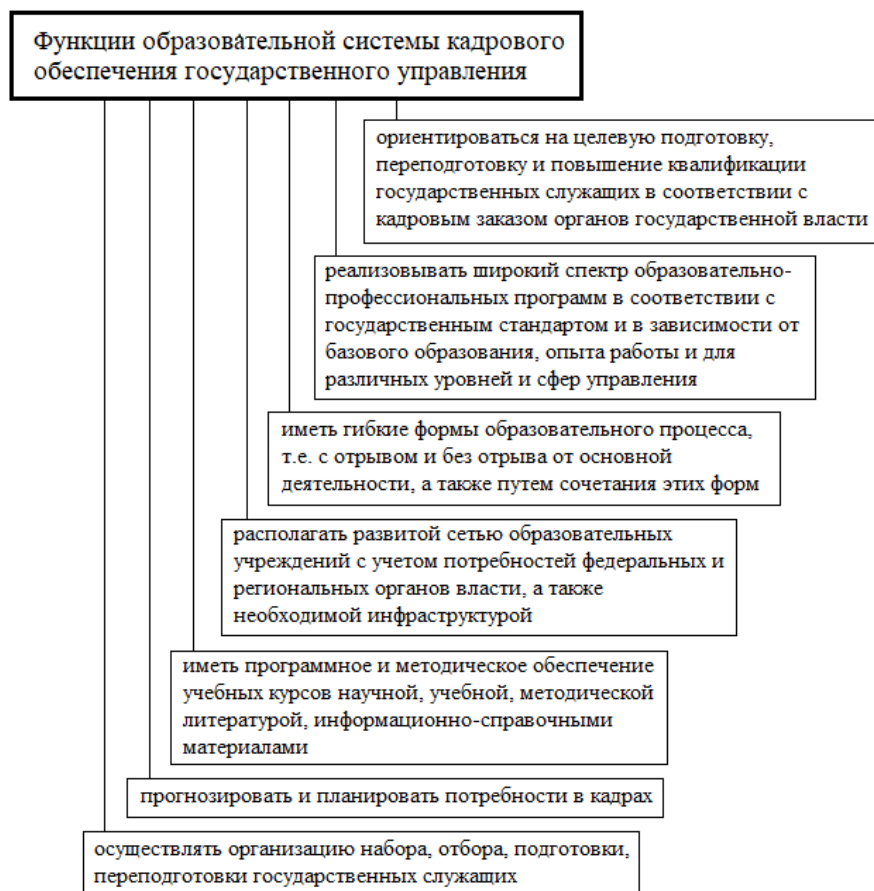 Функции образовательной системы кадрового
обеспечения государственного управления
ориентироваться на целевую подготовку,
переподготовку и повышение квалификации
государственных служащих в соответствии с
кадровым заказом органов государственной власти
реализовывать широкий спектр образовательно-
профессиональных программ в соответствии с
государственным стандартом и в зависимости от
базового образования, опыта работы и для
различных уровней и сфер управления
иметь гибкие формы образовательного процесса,
т.е. с отрывом и без отрыва от основной
деятельности, а также путем сочетания этих форм
располагать развитой сетью образовательных
учреждений с учетом потребностей федеральных и
региональных органов власти, а также
необходимой инфраструктурой
иметь программное и методическое обеспечение
учебных курсов научной, учебной, методической
литературой, информационно-справочными
материалами
прогнозировать и планировать потребности в кадрах
осуществлять организацию набора, отбора, подготовки,
переподготовки государственных служащих